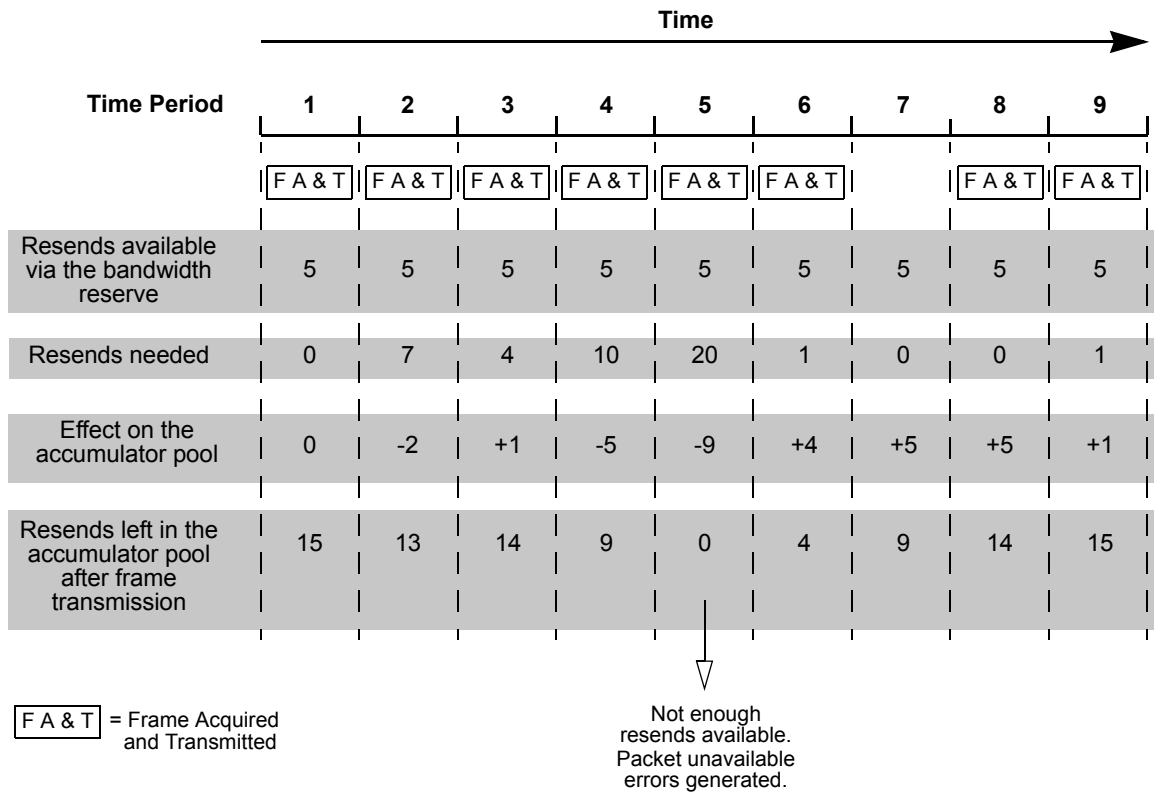 Time
Time Period 1 2 3 4 5 6 7 8 9
F A & T F A & T F A & T F A & T F A & T F A & T F A & T F A & T
Resends available
via the bandwidth
reserve
5 5 5 5 5 5 5 5 5
Resends needed 0 7 4 10 20 1 0 0 1
Effect on the
accumulator pool
0 -2 +1 -5 -9 +4 +5 +5 +1
Resends left in the
accumulator pool
after frame
transmission
15 13 14 9 0 4 9 14 15
F A & T = Frame Acquired
and Transmitted
Not enough
resends available.
Packet unavailable
errors generated.